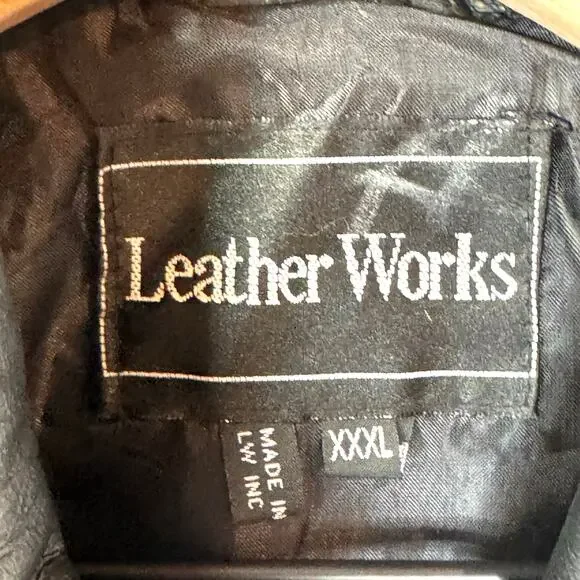 Leather Works
MADE IN
LW INC
XXXL